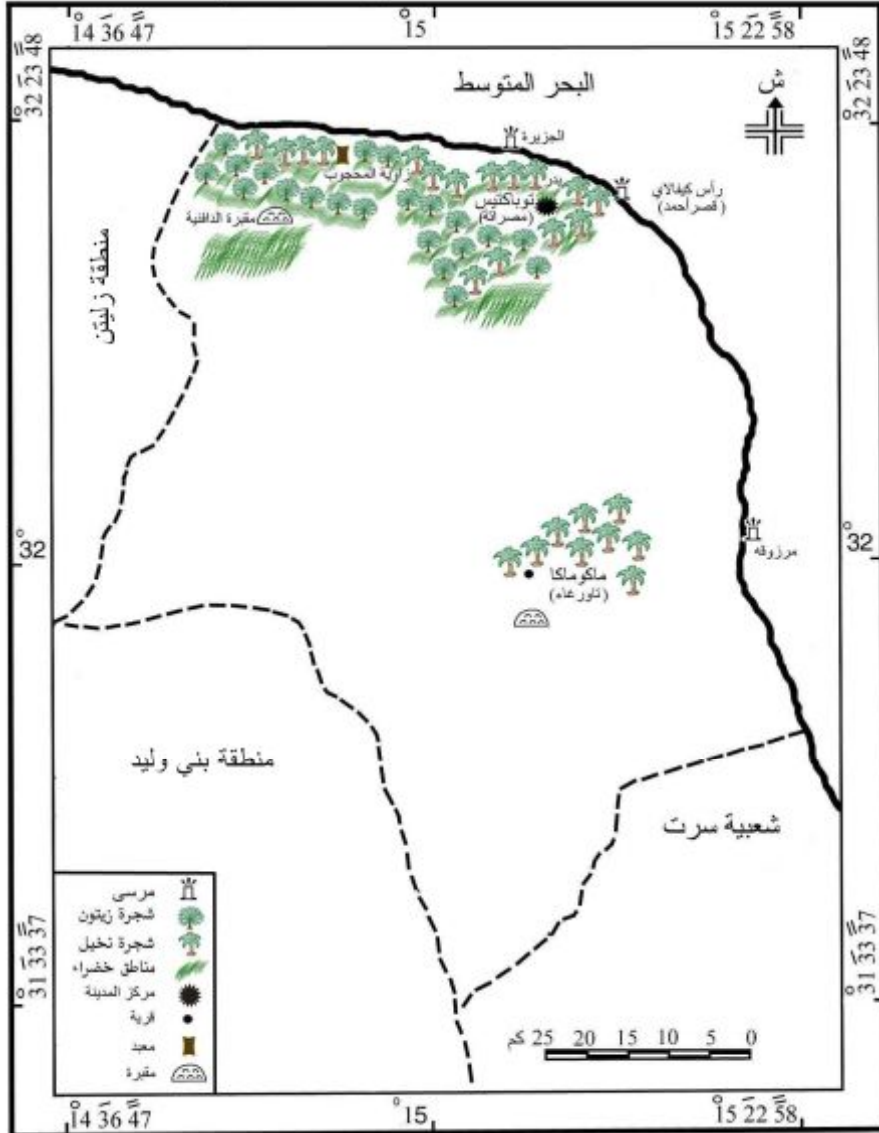 14 36 47
15
15 22 58
32 23 48
32 23 48
البحر المتوسط
ش
الجزيرة
زاوية المحجوب
يدر
توباكتيس
(مصراتة)
رأس كيفالاي
(قصر أحمد)
مقبرة الدافنية
منطقة زليتن
32
32
مرزوقه
ماكوماكا
(تاورغاء)
منطقة بني وليد
شعبية سرت
مرسى
شجرة زيتون
شجرة نخيل
مناطق خضراء
مركز المدينة
قرية
معبد
مقبرة
31 33 37
31 33 37
25 20 15 10 5 0 كم
14 36 47
15
15 22 58